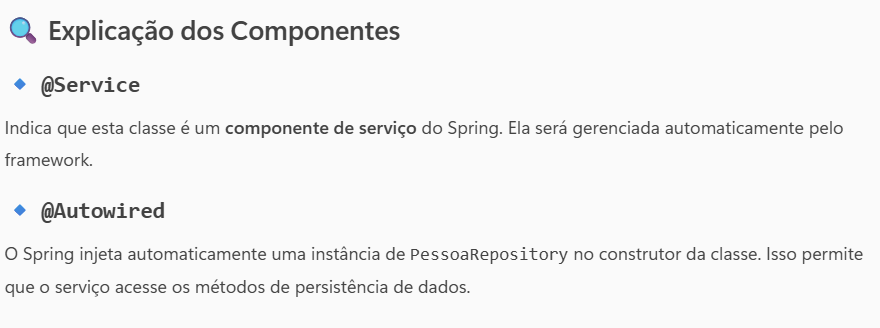 🔍 Explicação dos Componentes
🔹 @Service
Indica que esta classe é um componente de serviço do Spring. Ela será gerenciada automaticamente pelo
framework.
🔹 @Autowired
O Spring injeta automaticamente uma instância de PessoaRepository no construtor da classe. Isso permite
que o serviço acesse os métodos de persistência de dados.